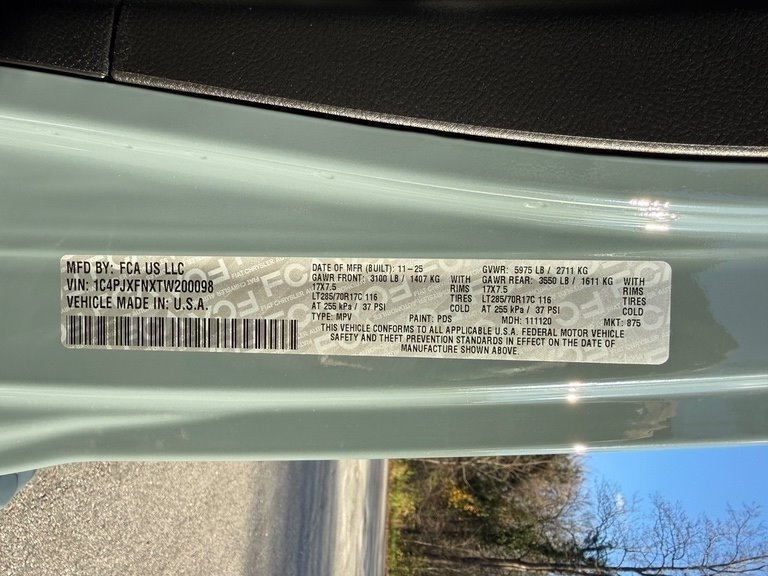 MFD BY: FCA US LLC
VIN: 1C4PJXFNXTW200098
VEHICLE MADE IN U.S.A.
DATE OF MFR (BUILT): 11-25 GVWR: 5975 LB / 2711 KG
GAWR FRONT: 3100 LB / 1407 KG WITH GAWR REAR: 3550 LB / 1611 KG WITH
17X7.5 RIMS 17X7.5 RIMS
LT285/70R17C 116 TIRES LT285/70R17C 116 TIRES
AT 255 kPa / 37 PSI COLD AT 255 kPa / 37 PSI COLD
TYPE: MPV PAINT: PDS MDH: 111120 MKT: 875
THIS VEHICLE CONFORMS TO ALL APPLICABLE U.S.A. FEDERAL MOTOR VEHICLE
SAFETY AND THEFT PREVENTION STANDARDS IN EFFECT ON THE DATE OF
MANUFACTURE SHOWN ABOVE.